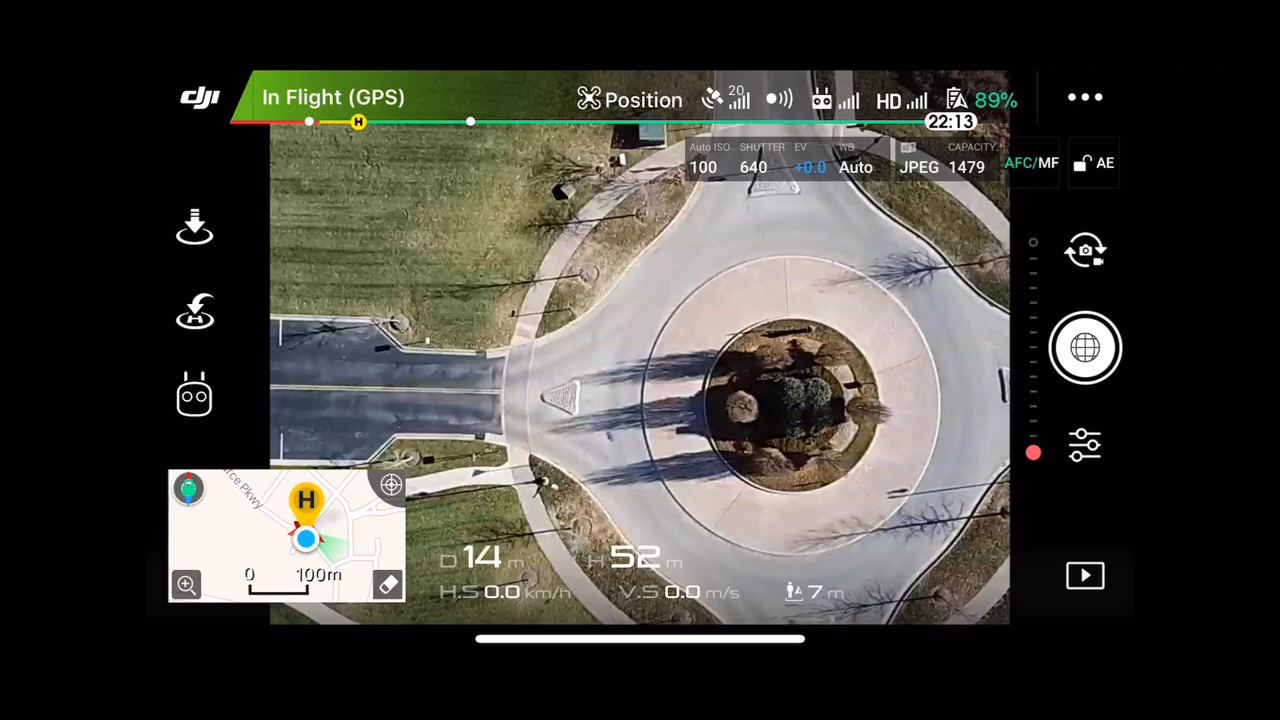 dji In Flight (GPS) Position 20 HD 89% •••
H 22:13
Auto ISO SHUTTER EV WB CAPACITY
100 640 +0.0 Auto JPEG 1479 AFC/MF AE
H
rce Pkwy
H
0 100m
D 14 m H 52 m
H.S 0.0 km/h V.S 0.0 m/s 7 m